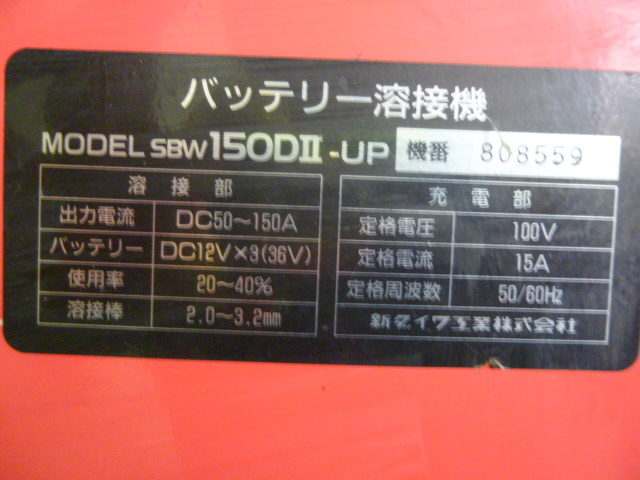 バッテリー溶接機
MODEL SBW150DII-UP 機番 808559
溶接部
出力電流 DC50～150A
バッテリー DC12V×3(36V)
使用率 20～40%
溶接棒 2.0～3.2mm
充電部
定格電圧 100V
定格電流 15A
定格周波数 50/60Hz
新ダイワ工業株式会社